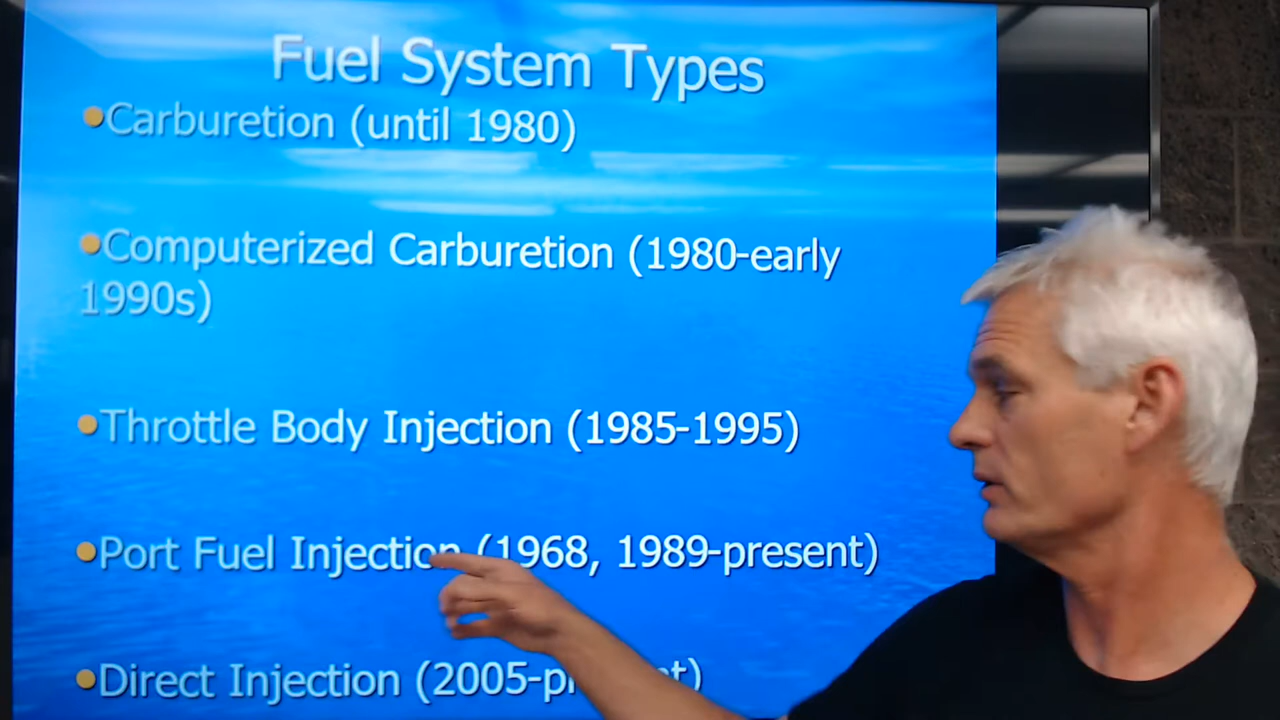 Fuel System Types
•Carburetion (until 1980)
•Computerized Carburetion (1980-early
1990s)
•Throttle Body Injection (1985-1995)
•Port Fuel Injection (1968, 1989-present)
•Direct Injection (2005-present)